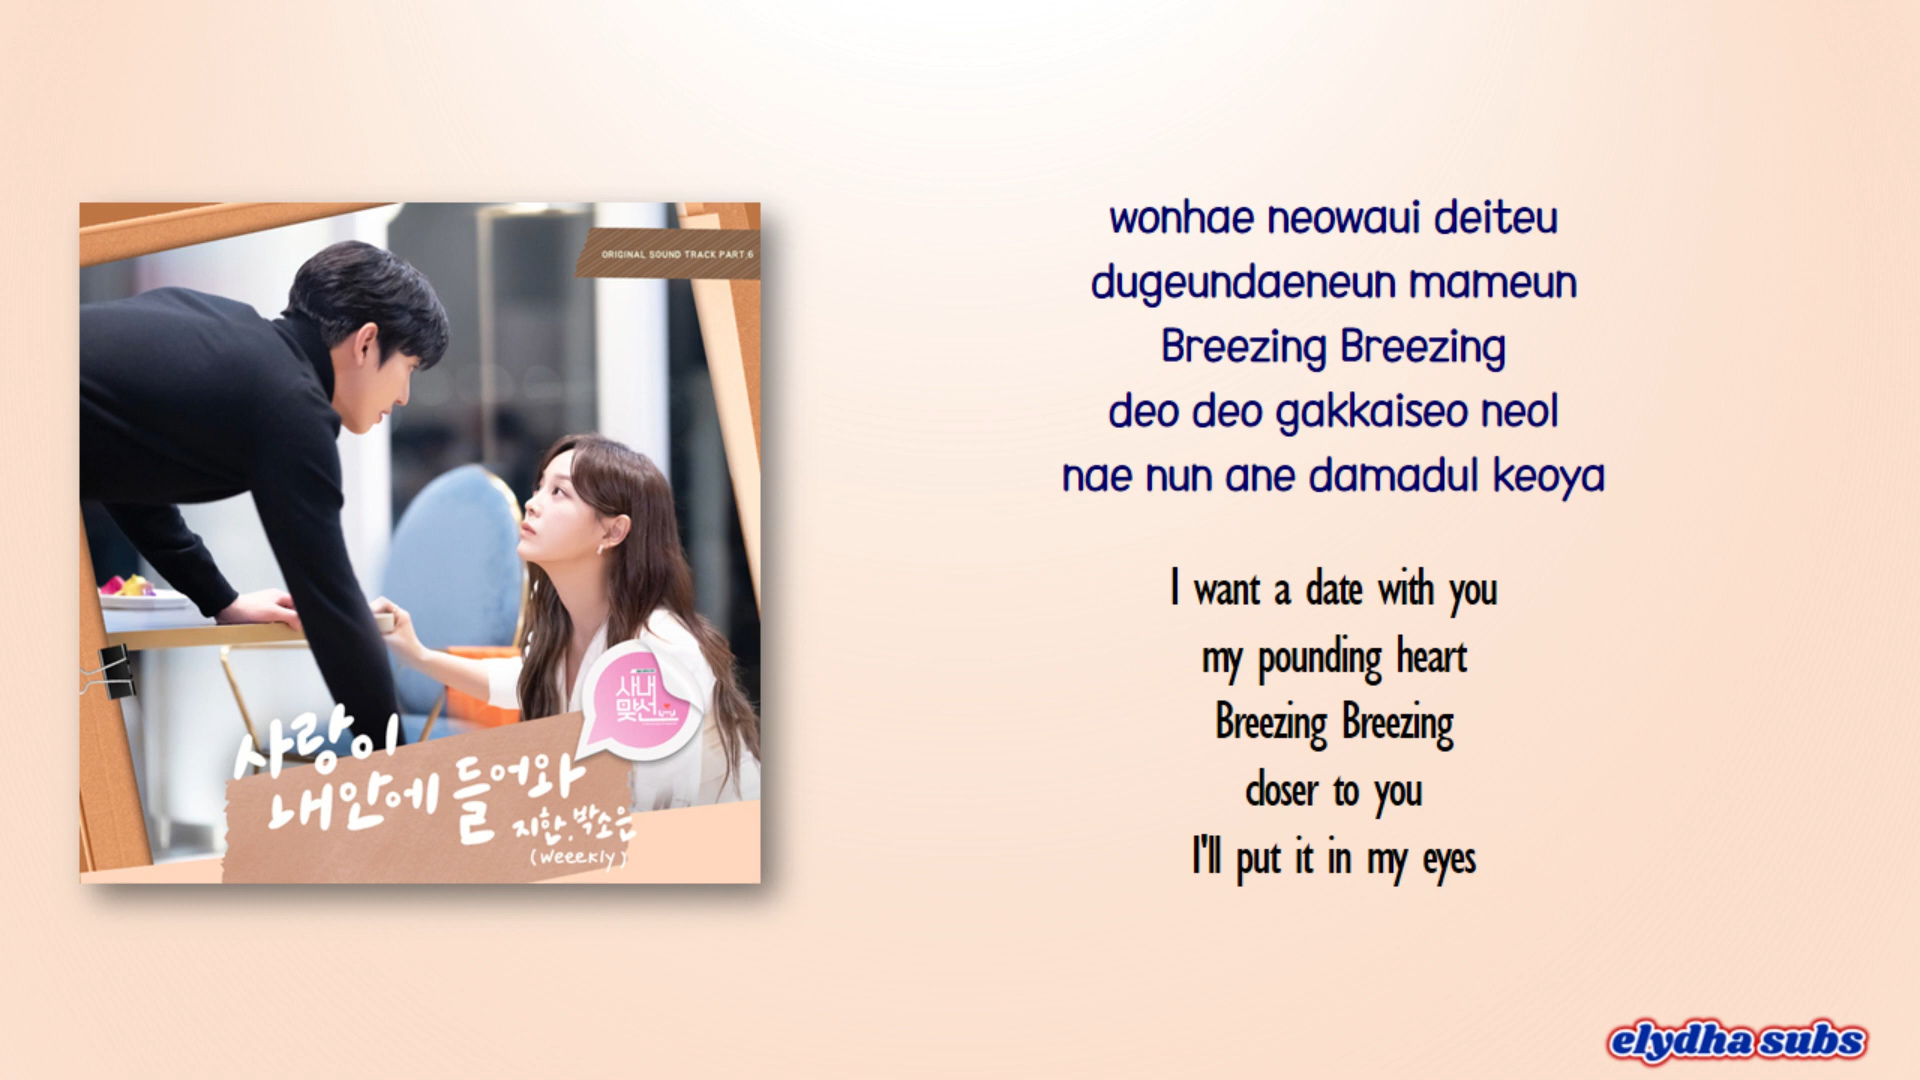 ORIGINAL SOUND TRACK PART.6
사내
맞선
사랑이
내 안에 들어와
지한, 박소은
(Weeekly)
wonhae neowaui deiteu
dugeundaeneun mameun
Breezing Breezing
deo deo gakkaiseo neol
nae nun ane damadul keoya
I want a date with you
my pounding heart
Breezing Breezing
closer to you
I'll put it in my eyes
elydha subs